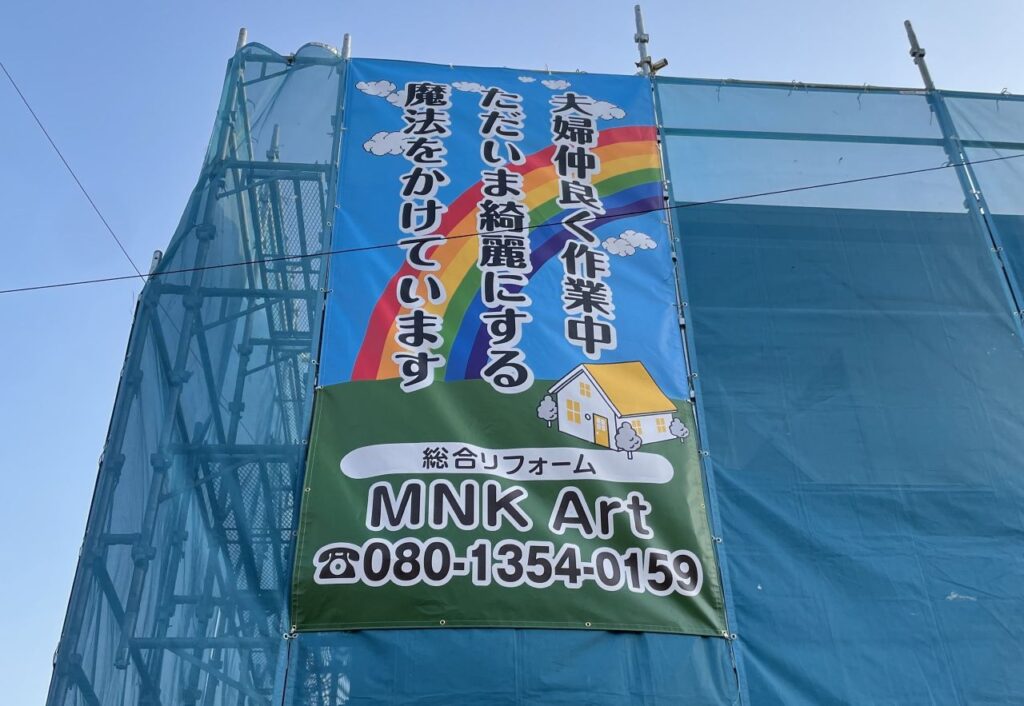 夫婦仲良く作業中
ただいま綺麗にする
魔法をかけています
総合リフォーム
MNK Art
☎080-1354-0159